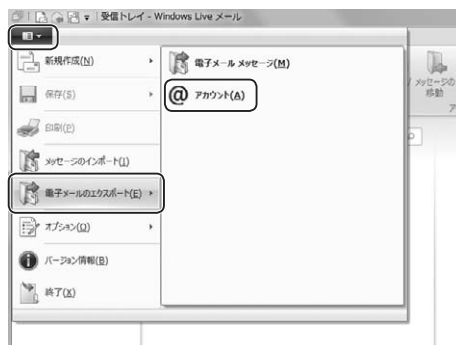 受信トレイ - Windows Live メール
新規作成(N)
電子メール メッセージ(M)
保存(S)
アカウント(A)
印刷(P)
メッセージのインポート(I)
電子メールのエクスポート(E)
オプション(O)
バージョン情報(B)
終了(X)
メッセージの
移動
ア